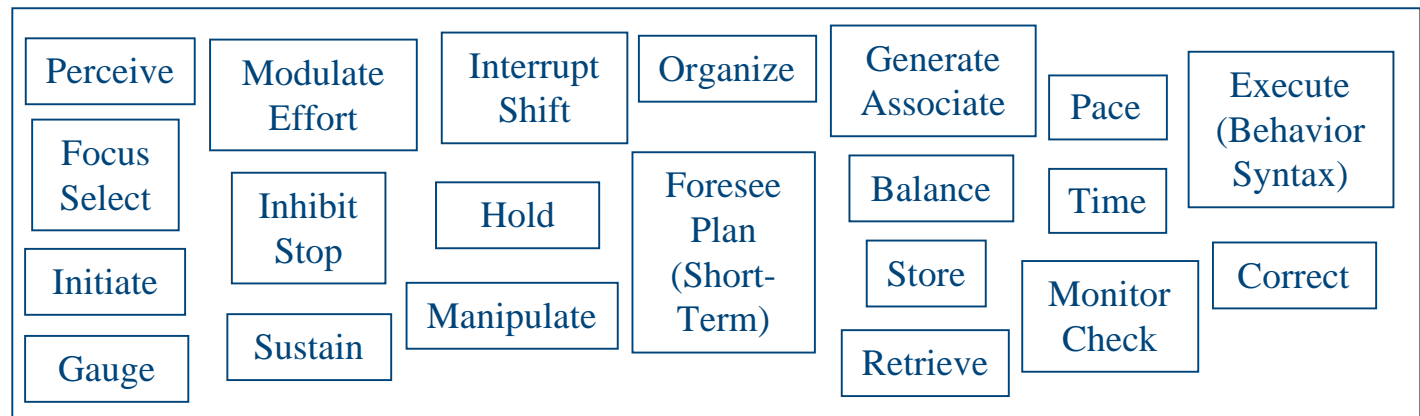 Perceive
Focus
Select
Initiate
Gauge
Modulate
Effort
Inhibit
Stop
Sustain
Interrupt
Shift
Hold
Manipulate
Organize
Foresee
Plan
(Short-
Term)
Generate
Associate
Balance
Store
Retrieve
Pace
Time
Monitor
Check
Execute
(Behavior
Syntax)
Correct